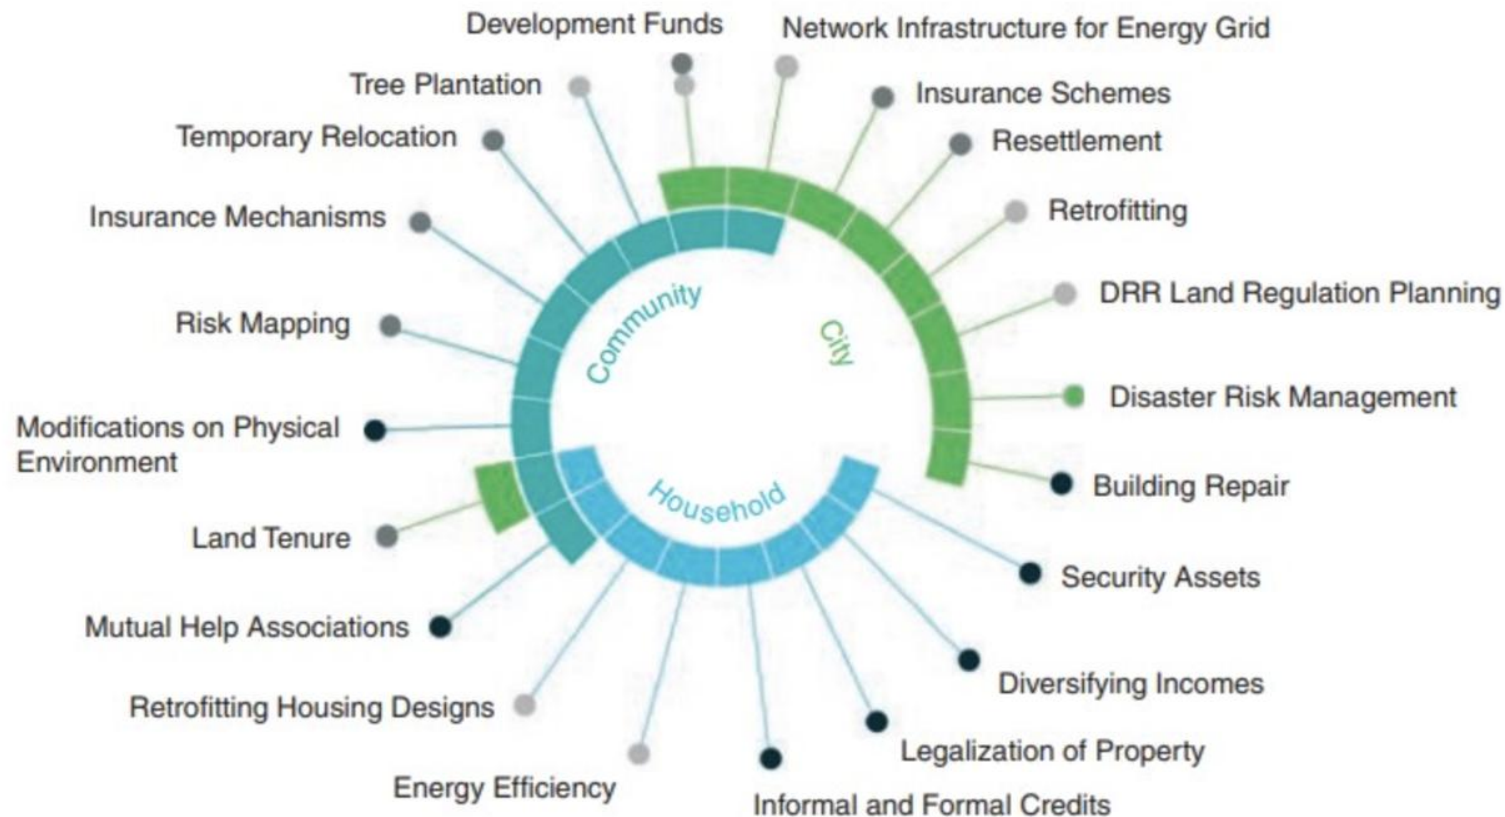 Development Funds
Network Infrastructure for Energy Grid
Tree Plantation
Insurance Schemes
Temporary Relocation
Resettlement
Insurance Mechanisms
Retrofitting
Risk Mapping
DRR Land Regulation Planning
Community
City
Disaster Risk Management
Modifications on Physical
Environment
Building Repair
Household
Land Tenure
Security Assets
Mutual Help Associations
Diversifying Incomes
Retrofitting Housing Designs
Legalization of Property
Energy Efficiency
Informal and Formal Credits